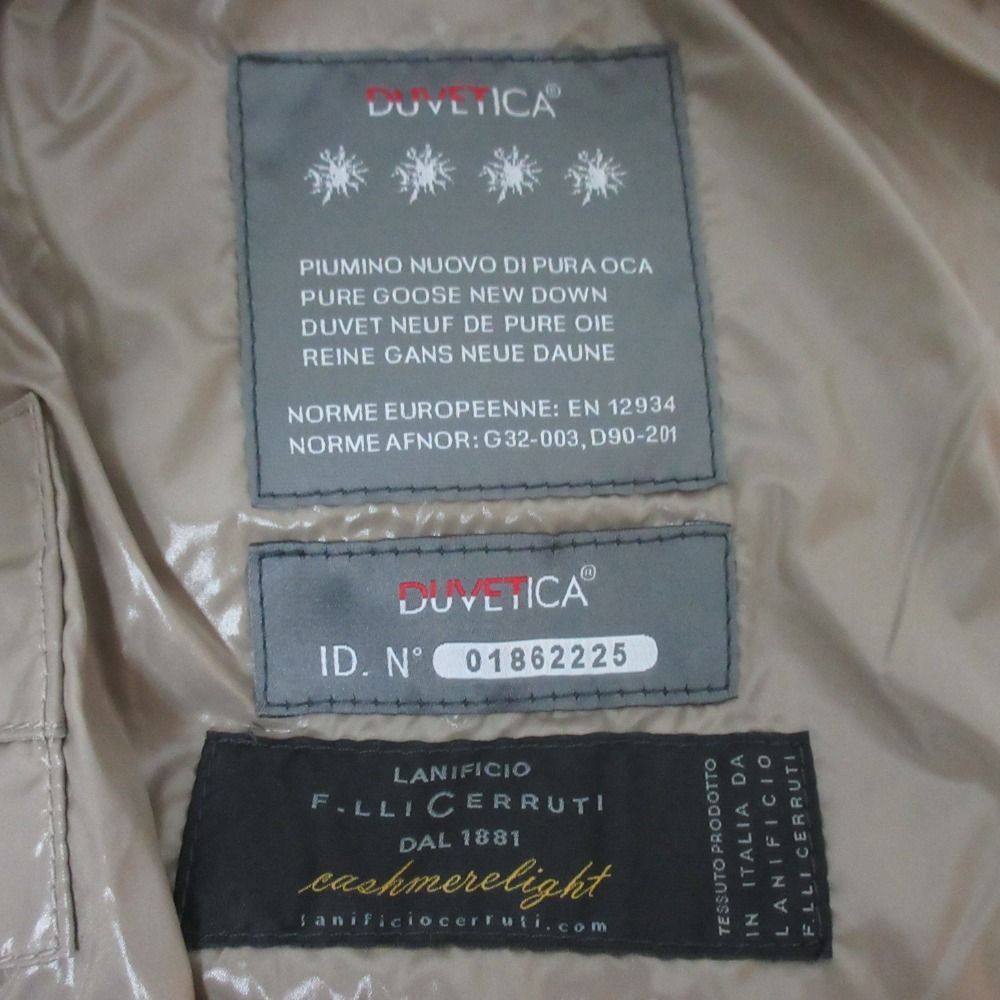 DUVETICA®
PIUMINO NUOVO DI PURA OCA
PURE GOOSE NEW DOWN
DUVET NEUF DE PURE OIE
REINE GANS NEUE DAUNE
NORME EUROPEENNE: EN 12934
NORME AFNOR: G32-003, D90-201
DUVETICA®
ID. N° 01862225
LANIFICIO
F.LLI CERRUTI
DAL 1881
cashmerelight
lanificiocerruti.com
TESSUTO PRODOTTO
IN ITALIA DA
LANIFICIO
F.LLI CERRUTI